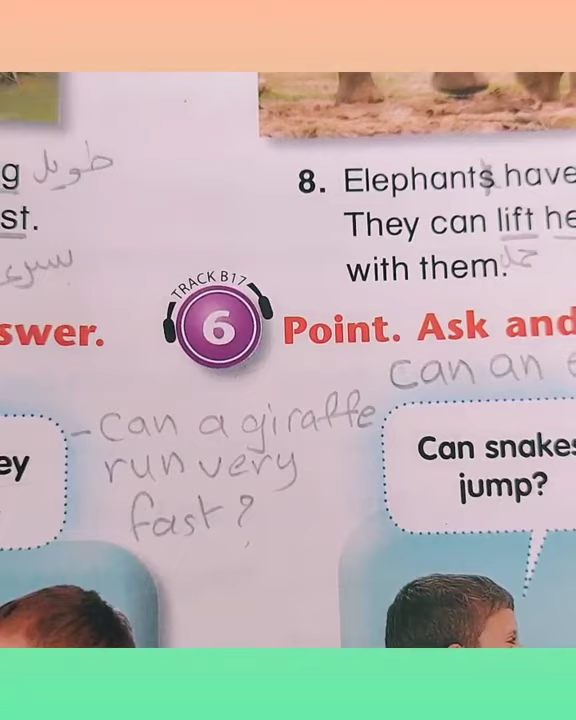 g طويل
st.
سريع
swer.
ey
TRACK B17
6
8. Elephants have
They can lift he
with them.
Point. Ask and
can an e
- can a giraffe
run very
fast?
Can snakes
jump?